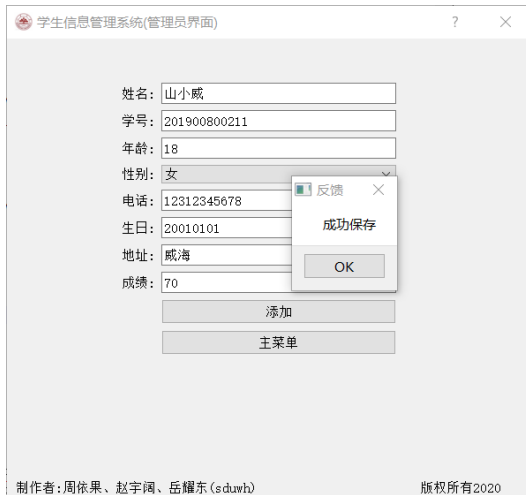 学生信息管理系统(管理员界面)
姓名: 山小威
学号: 201900800211
年龄: 18
性别: 女
电话: 12312345678
生日: 20010101
地址: 威海
成绩: 70
添加
主菜单
反馈
成功保存
OK
制作者:周依果、赵宇阔、岳耀东(sduwh) 版权所有2020